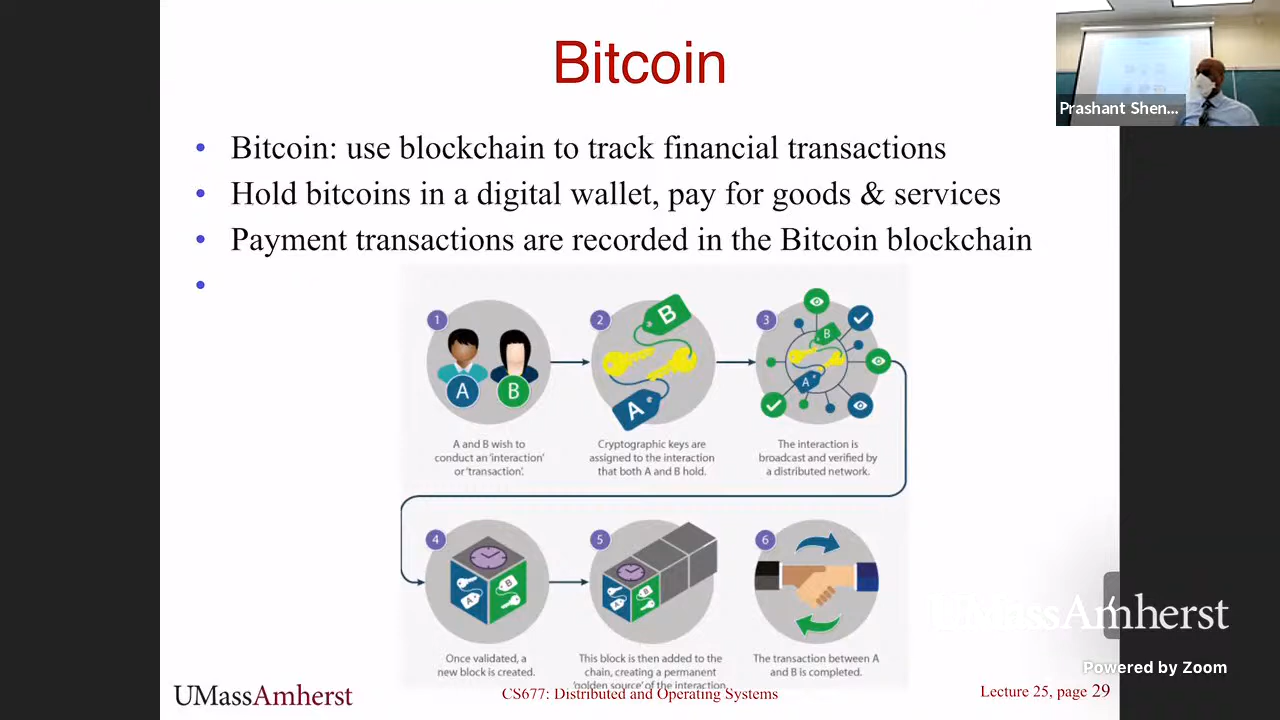 Bitcoin
Prashant Shen...
• Bitcoin: use blockchain to track financial transactions
• Hold bitcoins in a digital wallet, pay for goods & services
• Payment transactions are recorded in the Bitcoin blockchain
•
1
2
3
B
A
B
A
A B
A and B wish to
conduct an 'interaction'
or 'transaction'.
Cryptographic keys are
assigned to the interaction
that both A and B hold.
The interaction is
broadcast and verified by
a distributed network.
4
5
6
A B
A B
Once validated, a
new block is created.
This block is then added to the
chain, creating a permanent
'golden source' of the interaction.
The transaction between A
and B is completed.
UMassAmherst
Powered by Zoom
UMassAmherst
CS677: Distributed and Operating Systems
Lecture 25, page 29